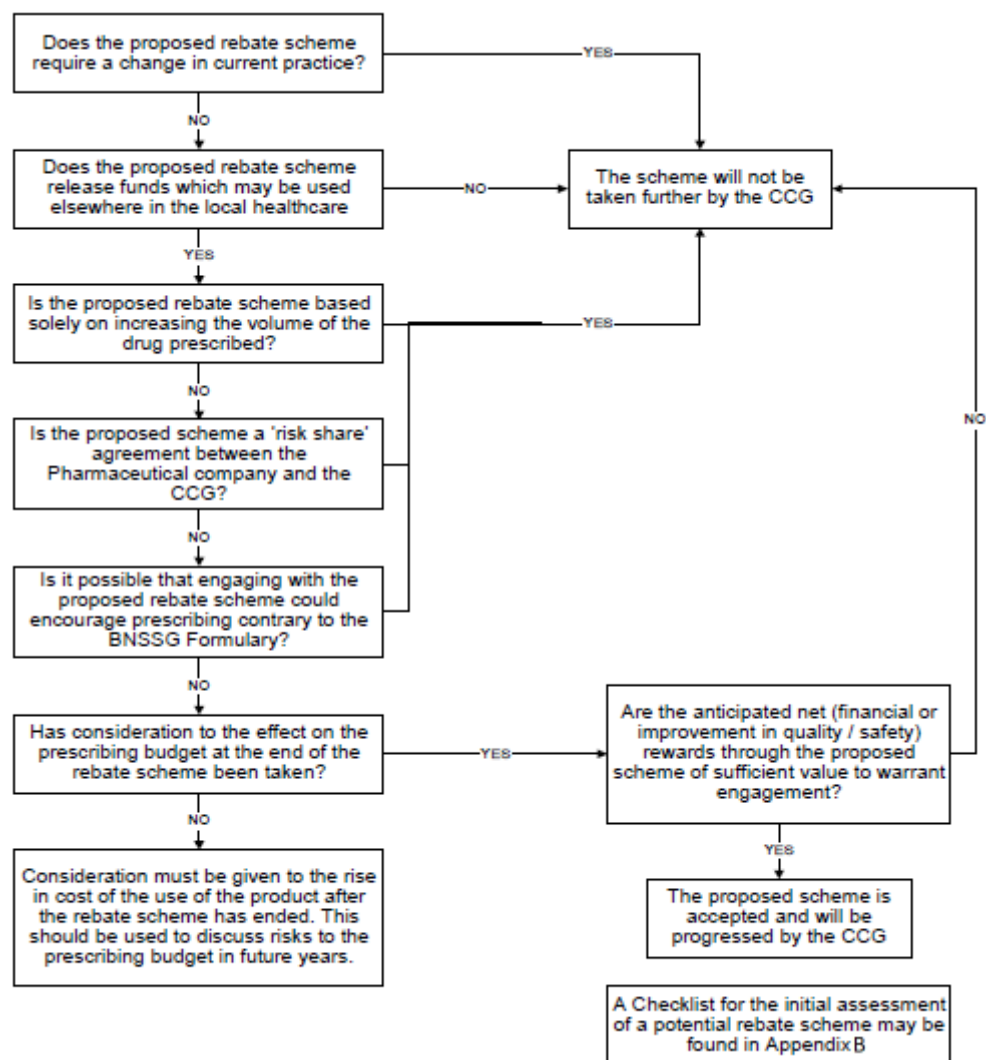 Does the proposed rebate scheme
require a change in current practice?
YES
NO
Does the proposed rebate scheme
release funds which may be used
elsewhere in the local healthcare
NO
The scheme will not be
taken further by the CCG
YES
Is the proposed rebate scheme based
solely on increasing the volume of the
drug prescribed?
YES
NO
NO
Is the proposed scheme a 'risk share'
agreement between the
Pharmaceutical company and the
CCG?
NO
Is it possible that engaging with the
proposed rebate scheme could
encourage prescribing contrary to the
BNSSG Formulary?
NO
Has consideration to the effect on the
prescribing budget at the end of the
rebate scheme been taken?
YES
Are the anticipated net (financial or
improvement in quality / safety)
rewards through the proposed
scheme of sufficient value to warrant
engagement?
NO
YES
Consideration must be given to the rise
in cost of the use of the product after
the rebate scheme has ended. This
should be used to discuss risks to the
prescribing budget in future years.
The proposed scheme is
accepted and will be
progressed by the CCG
A Checklist for the initial assessment
of a potential rebate scheme may be
found in Appendix B